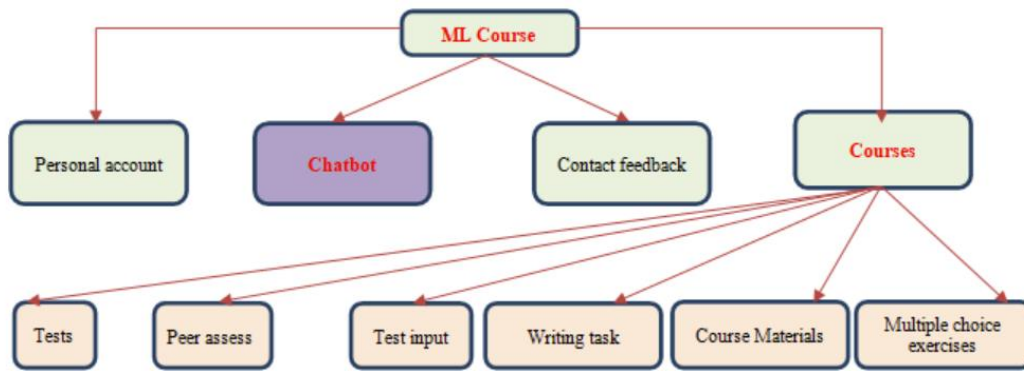 ML Course
Personal account
Chatbot
Contact feedback
Courses
Tests
Peer assess
Test input
Writing task
Course Materials
Multiple choice
exercises